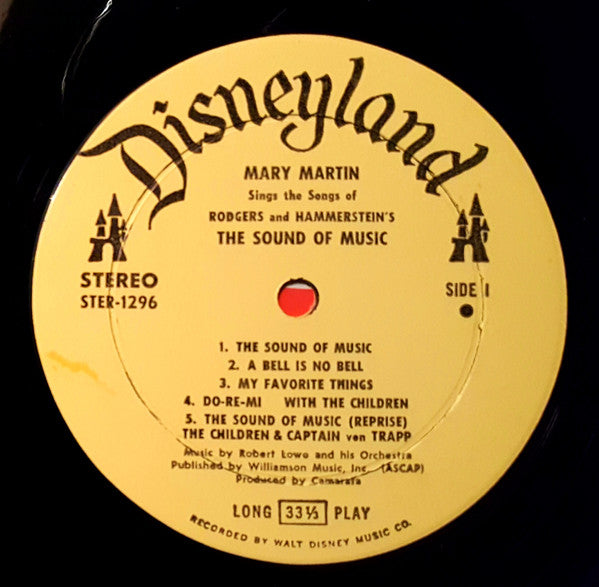 Disneyland
MARY MARTIN
Sings the Songs of
RODGERS and HAMMERSTEIN'S
THE SOUND OF MUSIC
STEREO
STER-1296
SIDE 1
1. THE SOUND OF MUSIC
2. A BELL IS NO BELL
3. MY FAVORITE THINGS
4. DO-RE-MI WITH THE CHILDREN
5. THE SOUND OF MUSIC (REPRISE)
THE CHILDREN & CAPTAIN von TRAPP
Music by Robert Lowe and his Orchestra
Published by Williamson Music, Inc. (ASCAP)
Produced by Camarata
LONG 33⅓ PLAY
RECORDED BY WALT DISNEY MUSIC CO.